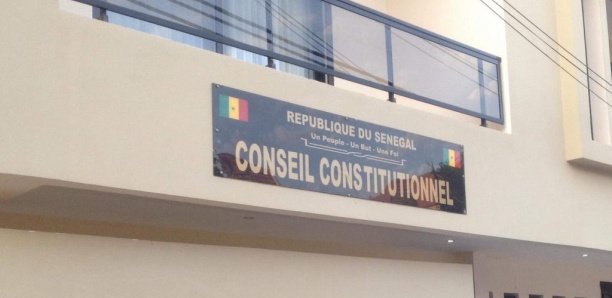 REPUBLIQUE DU SENEGAL
Un Peuple - Un But - Une Foi
CONSEIL CONSTITUTIONNEL